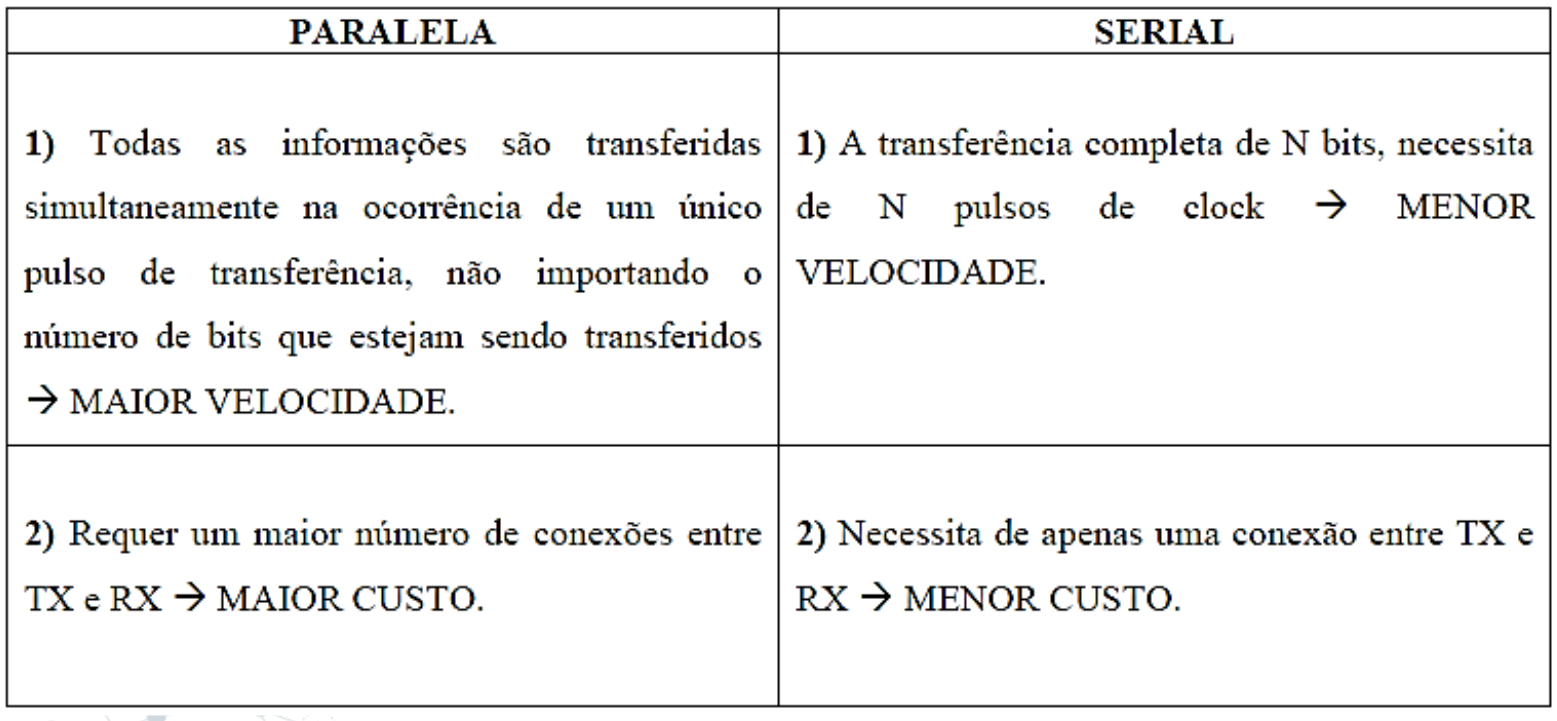 PARALELA
SERIAL
1) Todas as informações são transferidas
simultaneamente na ocorrência de um único
pulso de transferência, não importando o
número de bits que estejam sendo transferidos
→ MAIOR VELOCIDADE.
1) A transferência completa de N bits, necessita
de N pulsos de clock → MENOR
VELOCIDADE.
2) Requer um maior número de conexões entre
TX e RX → MAIOR CUSTO.
2) Necessita de apenas uma conexão entre TX e
RX → MENOR CUSTO.